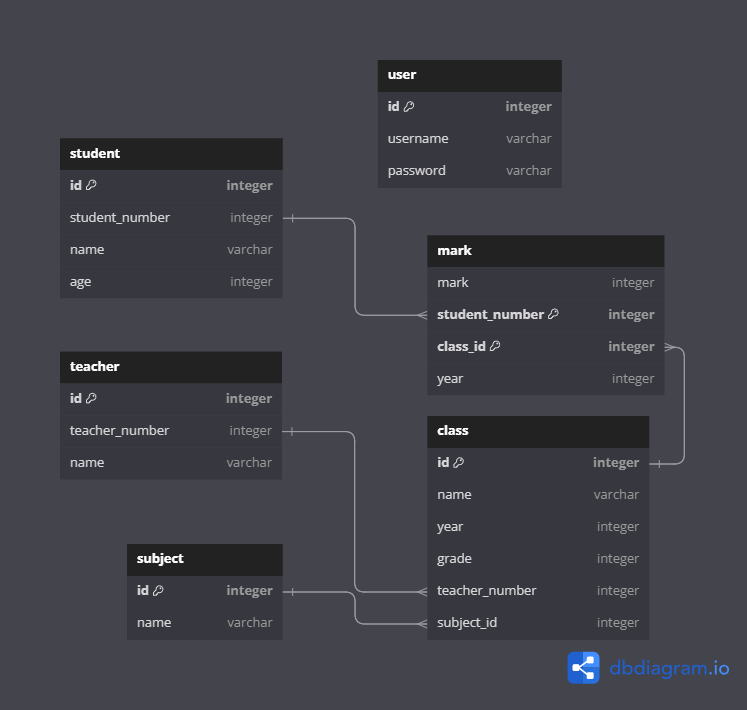 user
id integer
username varchar
password varchar
student
id integer
student_number integer
name varchar
age integer
mark
mark integer
student_number integer
class_id integer
year integer
teacher
id integer
teacher_number integer
name varchar
class
id integer
name varchar
year integer
grade integer
teacher_number integer
subject_id integer
subject
id integer
name varchar
dbdiagram.io